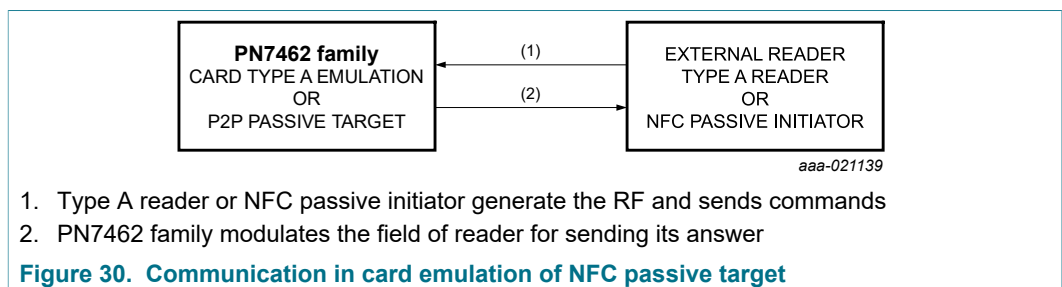 PN7462 family
CARD TYPE A EMULATION
OR
P2P PASSIVE TARGET
(1)
(2)
EXTERNAL READER
TYPE A READER
OR
NFC PASSIVE INITIATOR
aaa-021139
1. Type A reader or NFC passive initiator generate the RF and sends commands
2. PN7462 family modulates the field of reader for sending its answer
Figure 30. Communication in card emulation of NFC passive target